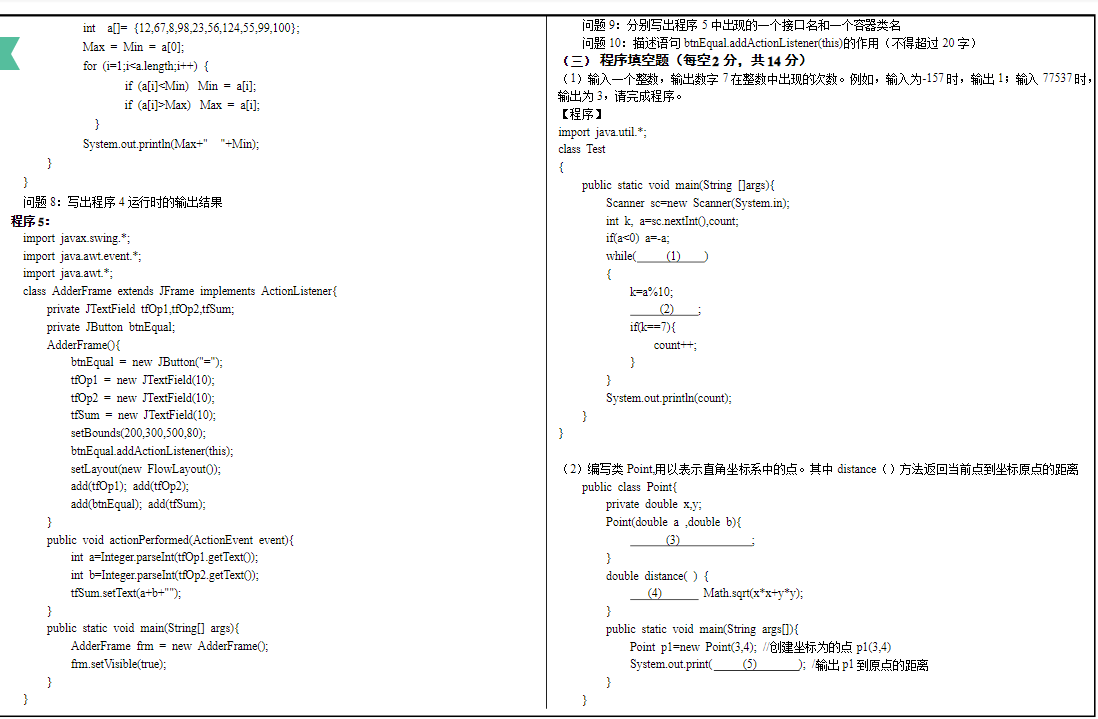 int a[]= {12,67,8,98,23,56,124,55,99,100};
Max = Min = a[0];
for (i=1;i<a.length;i++) {
if (a[i]<Min) Min = a[i];
if (a[i]>Max) Max = a[i];
}
System.out.println(Max+" "+Min);
}
}
问题 8：写出程序 4 运行时的输出结果
程序 5：
import javax.swing.*;
import java.awt.event.*;
import java.awt.*;
class AdderFrame extends JFrame implements ActionListener{
private JTextField tfOp1,tfOp2,tfSum;
private JButton btnEqual;
AdderFrame(){
btnEqual = new JButton("=");
tfOp1 = new JTextField(10);
tfOp2 = new JTextField(10);
tfSum = new JTextField(10);
setBounds(200,300,500,80);
btnEqual.addActionListener(this);
setLayout(new FlowLayout());
add(tfOp1); add(tfOp2);
add(btnEqual); add(tfSum);
}
public void actionPerformed(ActionEvent event){
int a=Integer.parseInt(tfOp1.getText());
int b=Integer.parseInt(tfOp2.getText());
tfSum.setText(a+b+"");
}
public static void main(String[] args){
AdderFrame frm = new AdderFrame();
frm.setVisible(true);
}
}
问题 9：分别写出程序 5 中出现的一个接口名和一个容器类名
问题 10：描述语句 btnEqual.addActionListener(this)的作用（不得超过 20 字）
（三）程序填空题（每空2 分，共 14 分）
（1）输入一个整数，输出数字 7 在整数中出现的次数。例如，输入为-157 时，输出 1；输入 77537 时，
输出为 3，请完成程序。
【程序】
import java.util.*;
class Test
{
public static void main(String []args){
Scanner sc=new Scanner(System.in);
int k, a=sc.nextInt(),count;
if(a<0) a=-a;
while(_____(1)____)
{
k=a%10;
_____(2)____;
if(k==7){
count++;
}
}
System.out.println(count);
}
}
（2）编写类 Point,用以表示直角坐标系中的点。其中 distance（）方法返回当前点到坐标原点的距离
public class Point{
private double x,y;
Point(double a ,double b){
______(3)____________;
}
double distance( ) {
___(4)______ Math.sqrt(x*x+y*y);
}
public static void main(String args[]){
Point p1=new Point(3,4); //创建坐标为的点 p1(3,4)
System.out.print(_____(5)_______); /输出 p1 到原点的距离
}
}